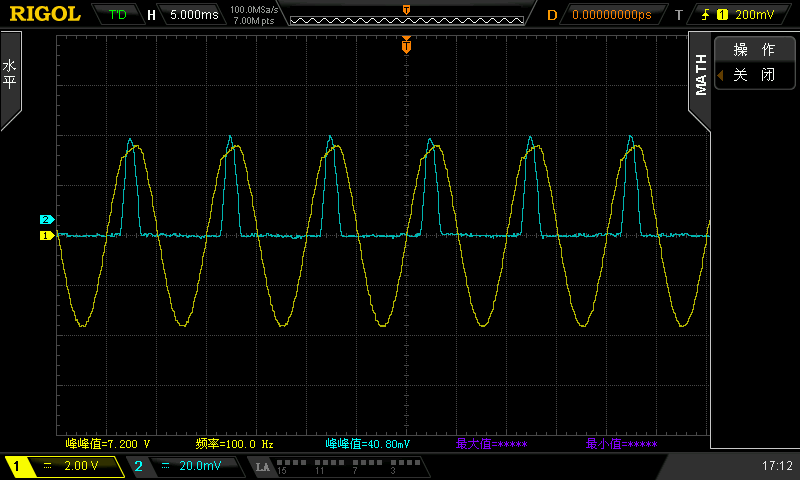 RIGOL T'D H 5.000ms 100.0MSa/s 7.00M pts D 0.00000000ps T 1 200mV
T
T
水平
MATH
操 作
关 闭
2
1
峰峰值=7.200 V 频率=100.0 Hz 峰峰值=40.80mV 最大值=***** 最小值=*****
1 2.00 V 2 20.0mV LA 15 11 7 3 17:12